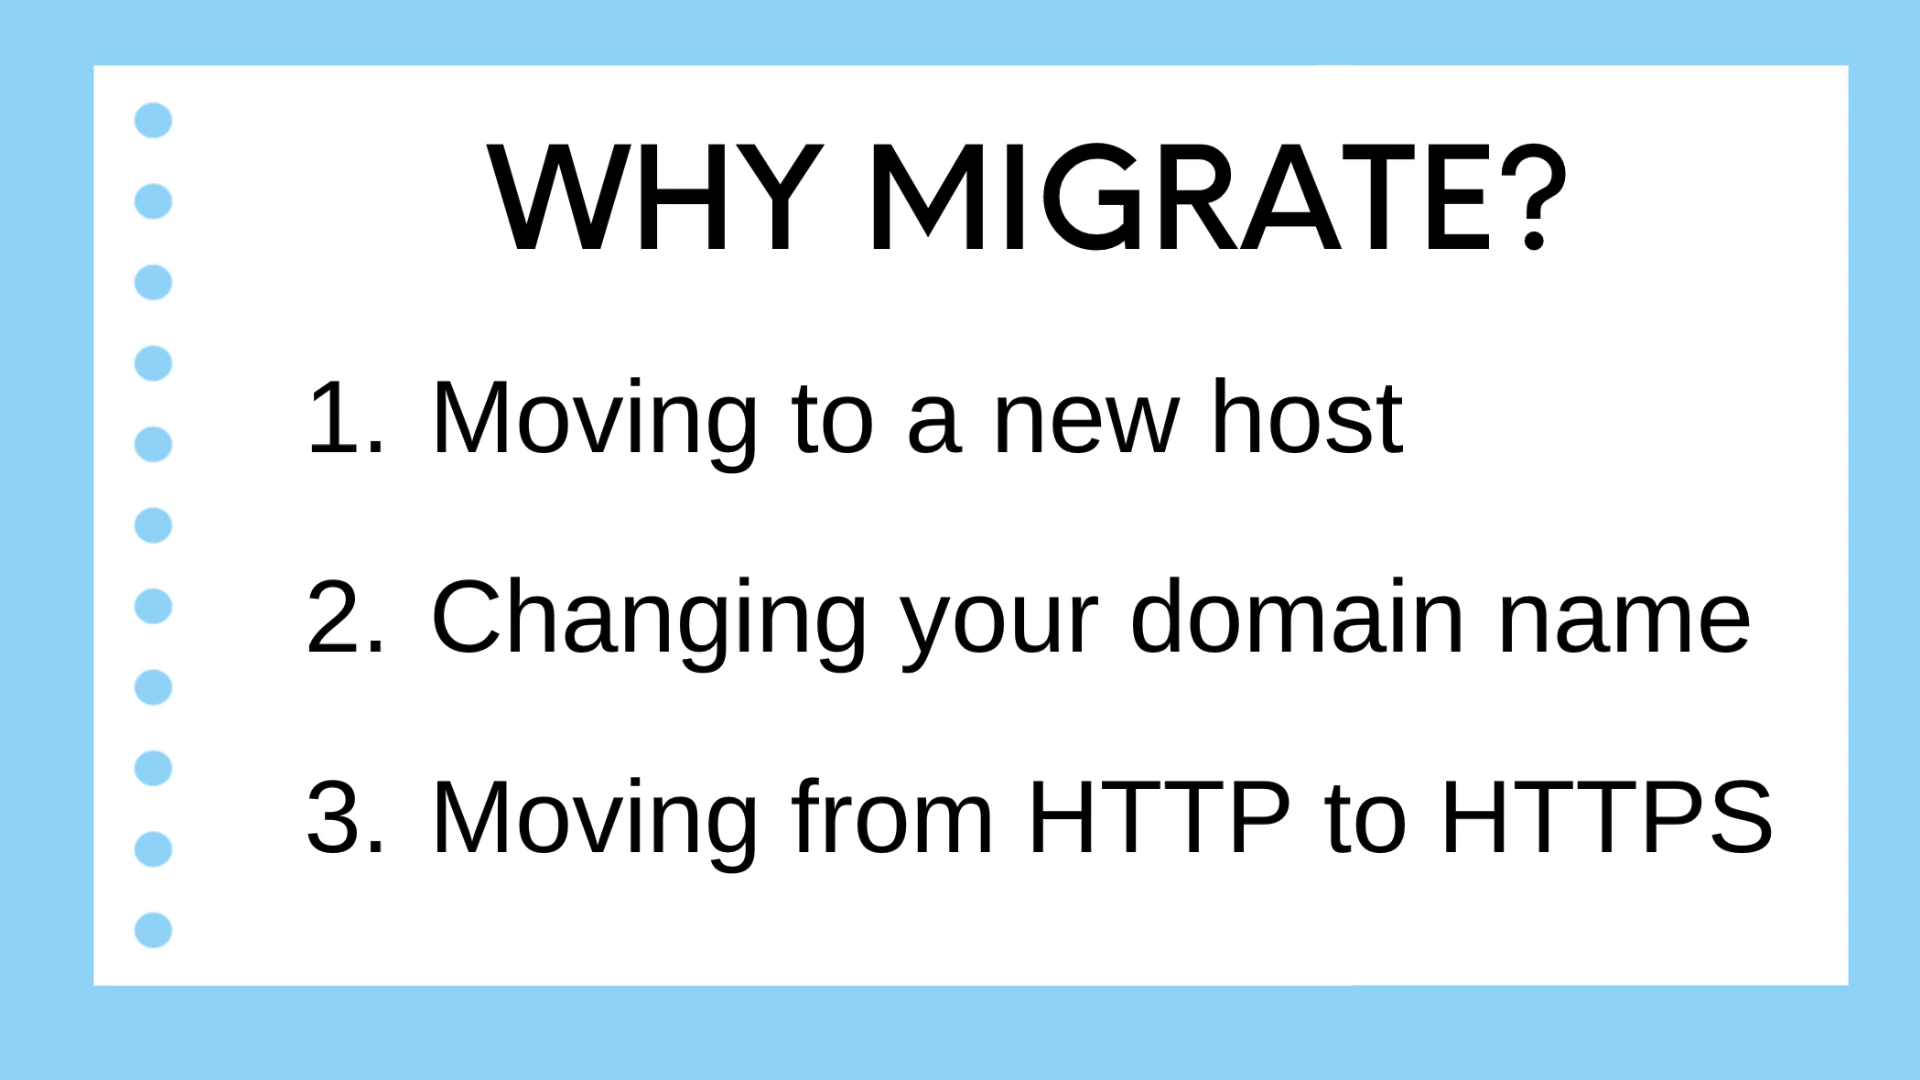 WHY MIGRATE?
1. Moving to a new host
2. Changing your domain name
3. Moving from HTTP to HTTPS